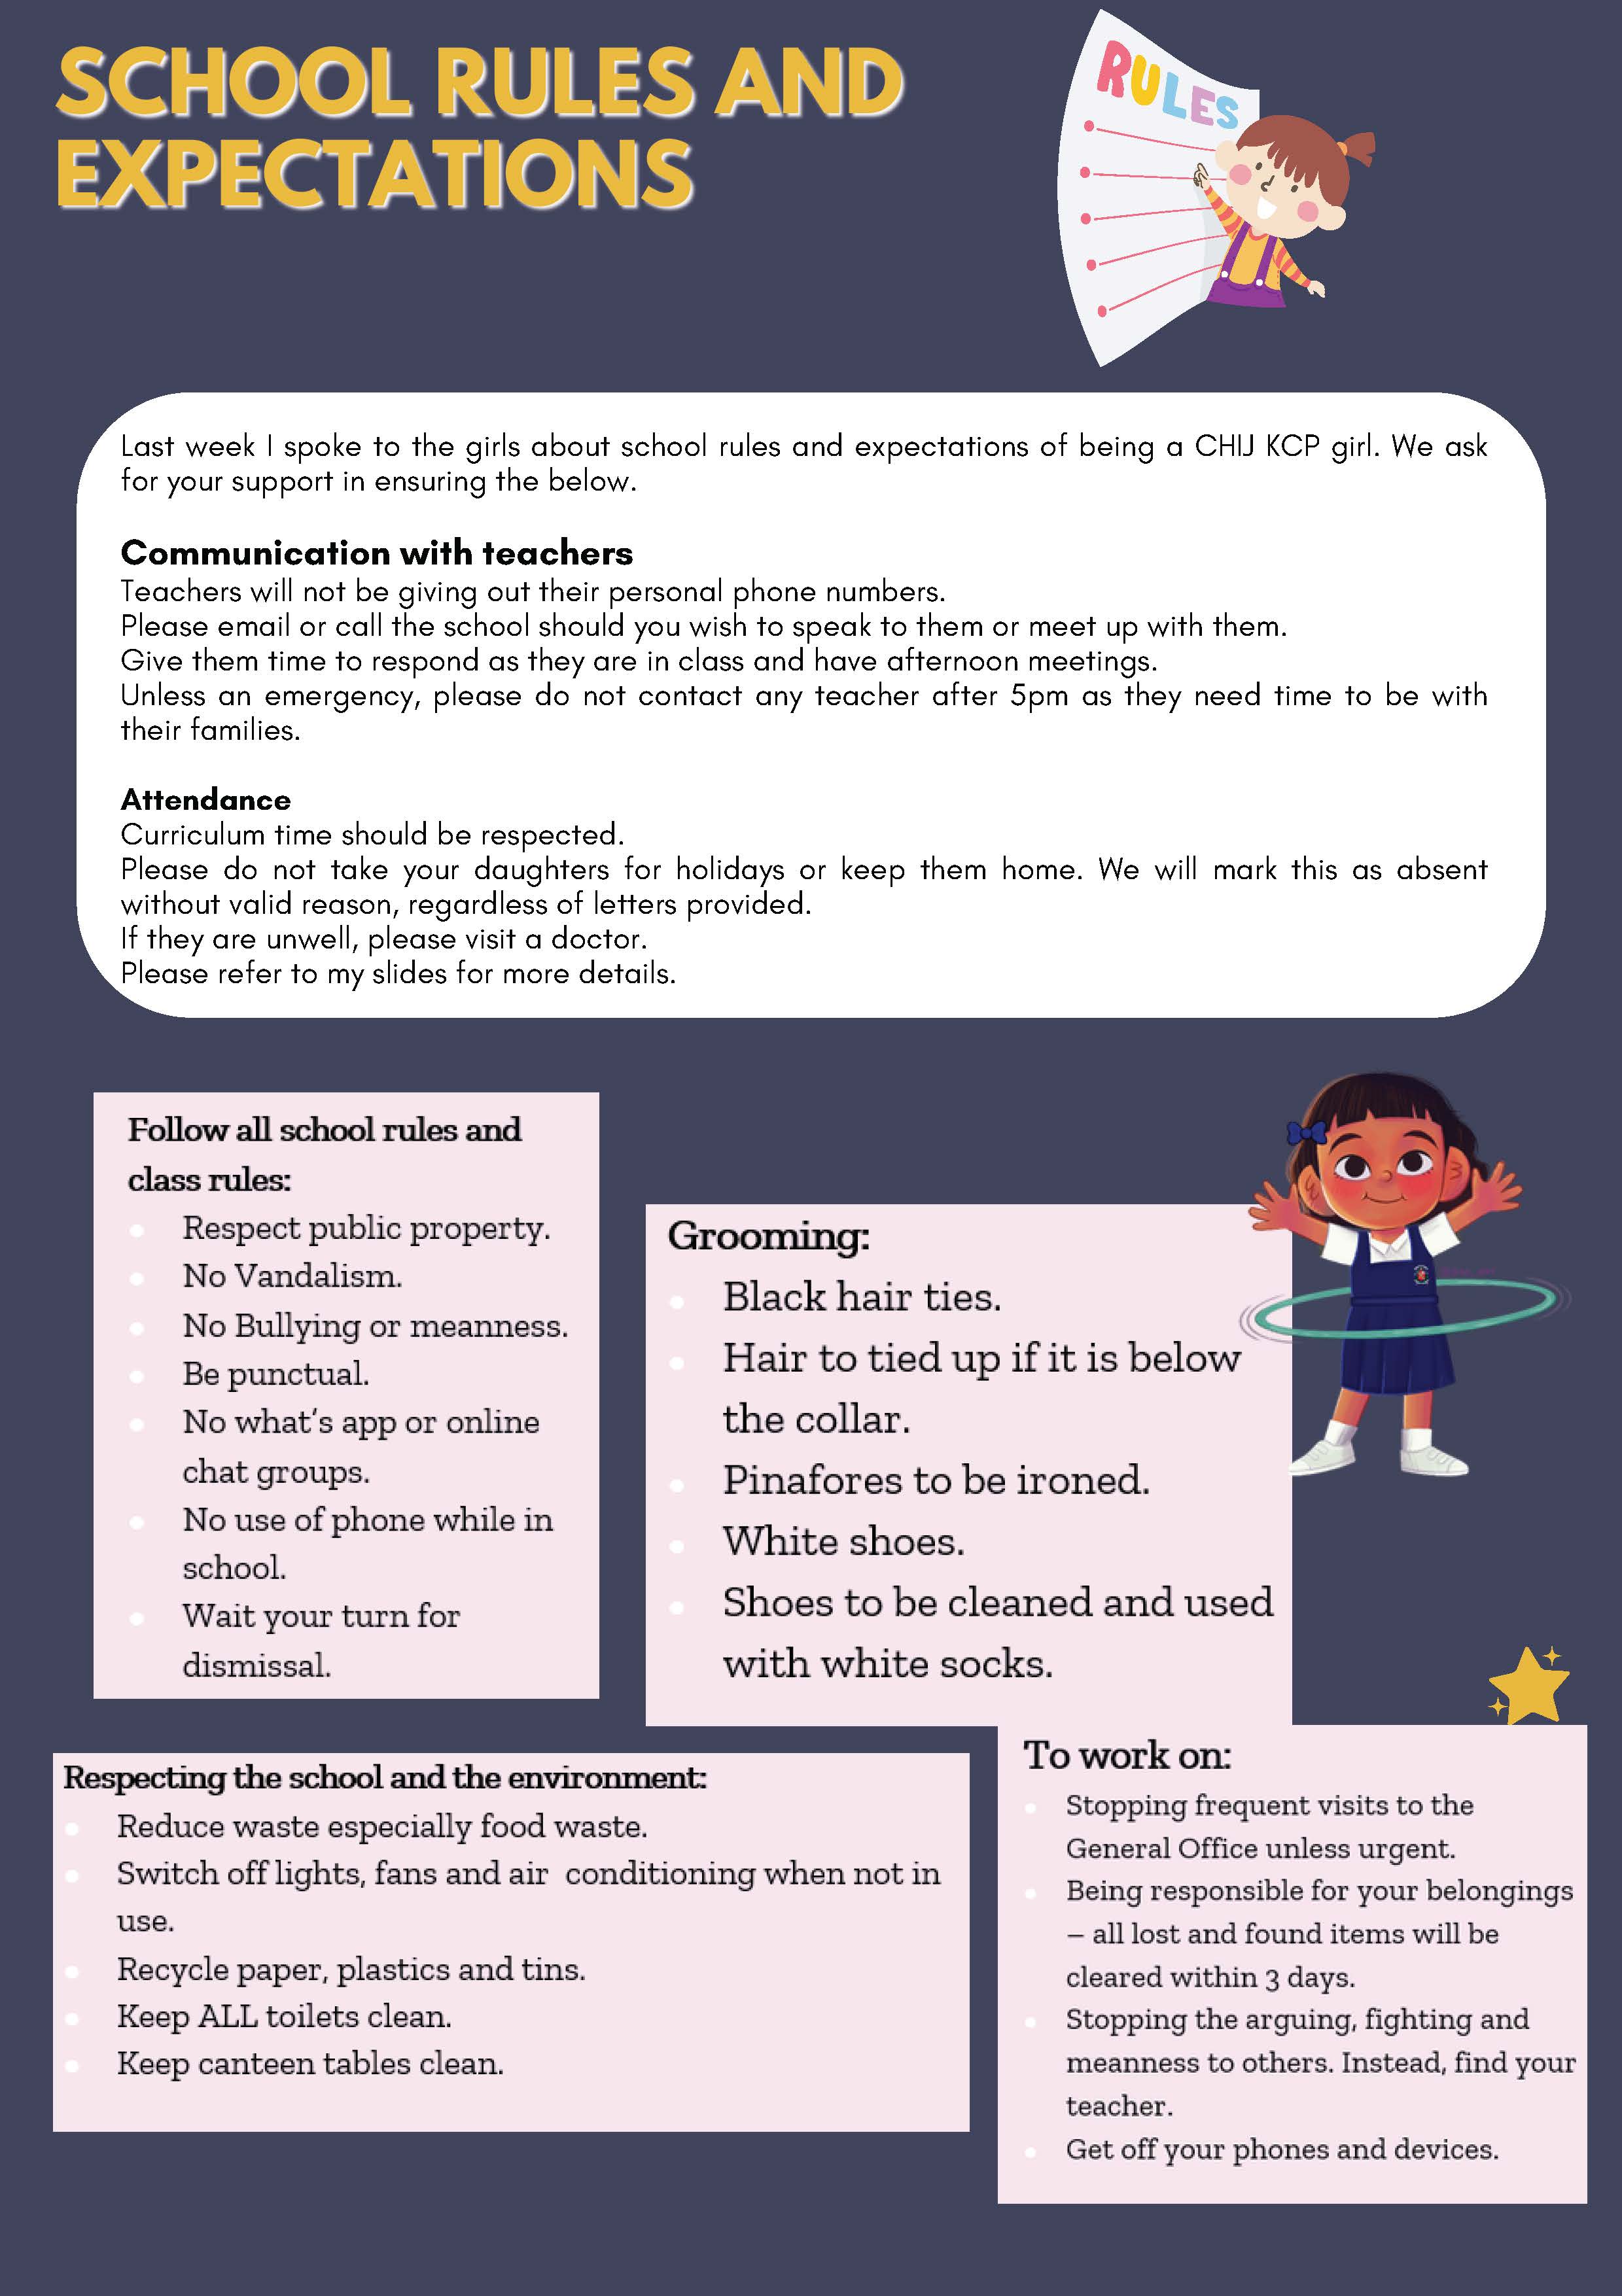 SCHOOL RULES AND
EXPECTATIONS
RULES
Last week I spoke to the girls about school rules and expectations of being a CHIJ KCP girl. We ask
for your support in ensuring the below.
Communication with teachers
Teachers will not be giving out their personal phone numbers.
Please email or call the school should you wish to speak to them or meet up with them.
Give them time to respond as they are in class and have afternoon meetings.
Unless an emergency, please do not contact any teacher after 5pm as they need time to be with
their families.
Attendance
Curriculum time should be respected.
Please do not take your daughters for holidays or keep them home. We will mark this as absent
without valid reason, regardless of letters provided.
If they are unwell, please visit a doctor.
Please refer to my slides for more details.
Follow all school rules and
class rules:
Respect public property.
No Vandalism.
No Bullying or meanness.
Be punctual.
No what's app or online
chat groups.
No use of phone while in
school.
Wait your turn for
dismissal.
Grooming:
Black hair ties.
Hair to tied up if it is below
the collar.
Pinafores to be ironed.
White shoes.
Shoes to be cleaned and used
with white socks.
Respecting the school and the environment:
Reduce waste especially food waste.
Switch off lights, fans and air  conditioning when not in
use.
Recycle paper, plastics and tins.
Keep ALL toilets clean.
Keep canteen tables clean.
To work on:
Stopping frequent visits to the
General Office unless urgent.
Being responsible for your belongings
– all lost and found items will be
cleared within 3 days.
Stopping the arguing, fighting and
meanness to others. Instead, find your
teacher.
Get off your phones and devices.